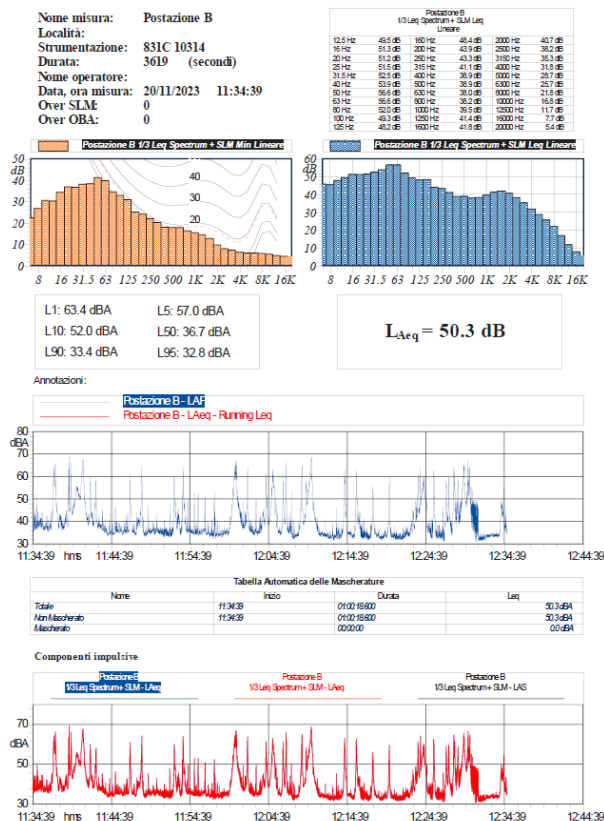 Nome misura: Postazione B
Località:
Strumentazione: 831C 10314
Durata: 3619 (secondi)
Nome operatore:
Data, ora misura: 20/11/2023 11:34:39
Over SLM: 0
Over OBA: 0
Postazione B
1/3 Leq Spectrum + SLM Leq
Lineare
12.5 Hz 49.5 dB 160 Hz 48.4 dB 2000 Hz 40.7 dB
16 Hz 51.3 dB 200 Hz 43.9 dB 2500 Hz 38.2 dB
20 Hz 51.2 dB 250 Hz 43.3 dB 3150 Hz 35.3 dB
25 Hz 51.5 dB 315 Hz 41.1 dB 4000 Hz 31.8 dB
31.5 Hz 52.5 dB 400 Hz 38.9 dB 5000 Hz 28.7 dB
40 Hz 53.9 dB 500 Hz 38.9 dB 6300 Hz 25.7 dB
50 Hz 56.6 dB 630 Hz 38.0 dB 8000 Hz 21.8 dB
63 Hz 56.6 dB 800 Hz 38.2 dB 10000 Hz 16.8 dB
80 Hz 52.0 dB 1000 Hz 39.5 dB 12500 Hz 11.7 dB
100 Hz 49.3 dB 1250 Hz 41.4 dB 16000 Hz 7.7 dB
125 Hz 48.2 dB 1600 Hz 41.8 dB 20000 Hz 5.4 dB
Postazione B 1/3 Leq Spectrum + SLM Min Lineare
50
dB
40
30
20
10
0
40
30
20
8 16 31.5 63 125 250 500 1K 2K 4K 8K 16K
Postazione B 1/3 Leq Spectrum + SLM Leq Lineare
60
dB
50
40
30
20
10
0
8 16 31.5 63 125 250 500 1K 2K 4K 8K 16K
L1: 63.4 dBA L5: 57.0 dBA
L10: 52.0 dBA L50: 36.7 dBA
L90: 33.4 dBA L95: 32.8 dBA
LAeq = 50.3 dB
Annotazioni:
Postazione B - LAF
Postazione B - LAeq - Running Leq
80
dBA
70
60
50
40
30
11:34:39 hms 11:44:39 11:54:39 12:04:39 12:14:39 12:24:39 12:34:39 12:44:39
Tabella Automatica delle Mascherature
Nome Inizio Durata Leq
Totale 11:34:39 01:00:18.600 50.3 dBA
Non Mascherato 11:34:39 01:00:18.600 50.3 dBA
Mascherato 00:00:00 0.0 dBA
Componenti impulsive
Postazione B
1/3 Leq Spectrum + SLM - LAeq
Postazione B
1/3 Leq Spectrum + SLM - LAeq
Postazione B
1/3 Leq Spectrum + SLM - LAS
70
dBA
50
30
11:34:39 hms 11:44:39 11:54:39 12:04:39 12:14:39 12:24:39 12:34:39 12:44:39